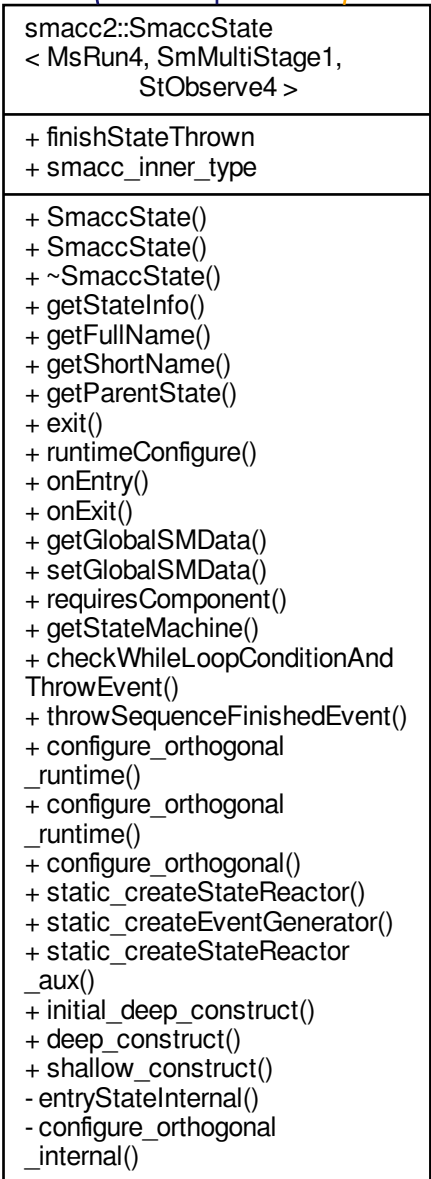 smacc2::SmaccState
< MsRun4, SmMultiStage1,
StObserve4 >
+ finishStateThrown
+ smacc_inner_type
+ SmaccState()
+ SmaccState()
+ ~SmaccState()
+ getStateInfo()
+ getFullName()
+ getShortName()
+ getParentState()
+ exit()
+ runtimeConfigure()
+ onEntry()
+ onExit()
+ getGlobalSMData()
+ setGlobalSMData()
+ requiresComponent()
+ getStateMachine()
+ checkWhileLoopConditionAnd
ThrowEvent()
+ throwSequenceFinishedEvent()
+ configure_orthogonal
_runtime()
+ configure_orthogonal
_runtime()
+ configure_orthogonal()
+ static_createStateReactor()
+ static_createEventGenerator()
+ static_createStateReactor
_aux()
+ initial_deep_construct()
+ deep_construct()
+ shallow_construct()
- entryStateInternal()
- configure_orthogonal
_internal()